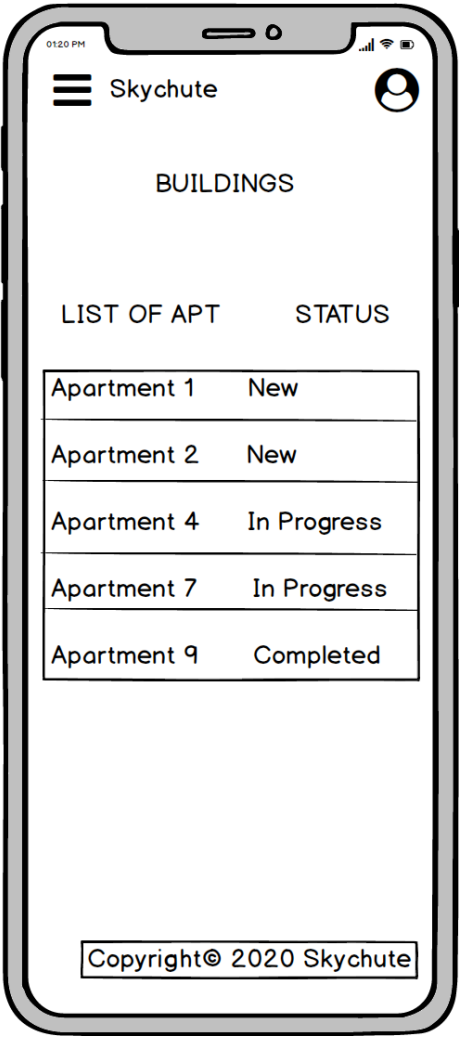 01:20 PM
Skychute
BUILDINGS
LIST OF APT STATUS
Apartment 1 New
Apartment 2 New
Apartment 4 In Progress
Apartment 7 In Progress
Apartment 9 Completed
Copyright© 2020 Skychute